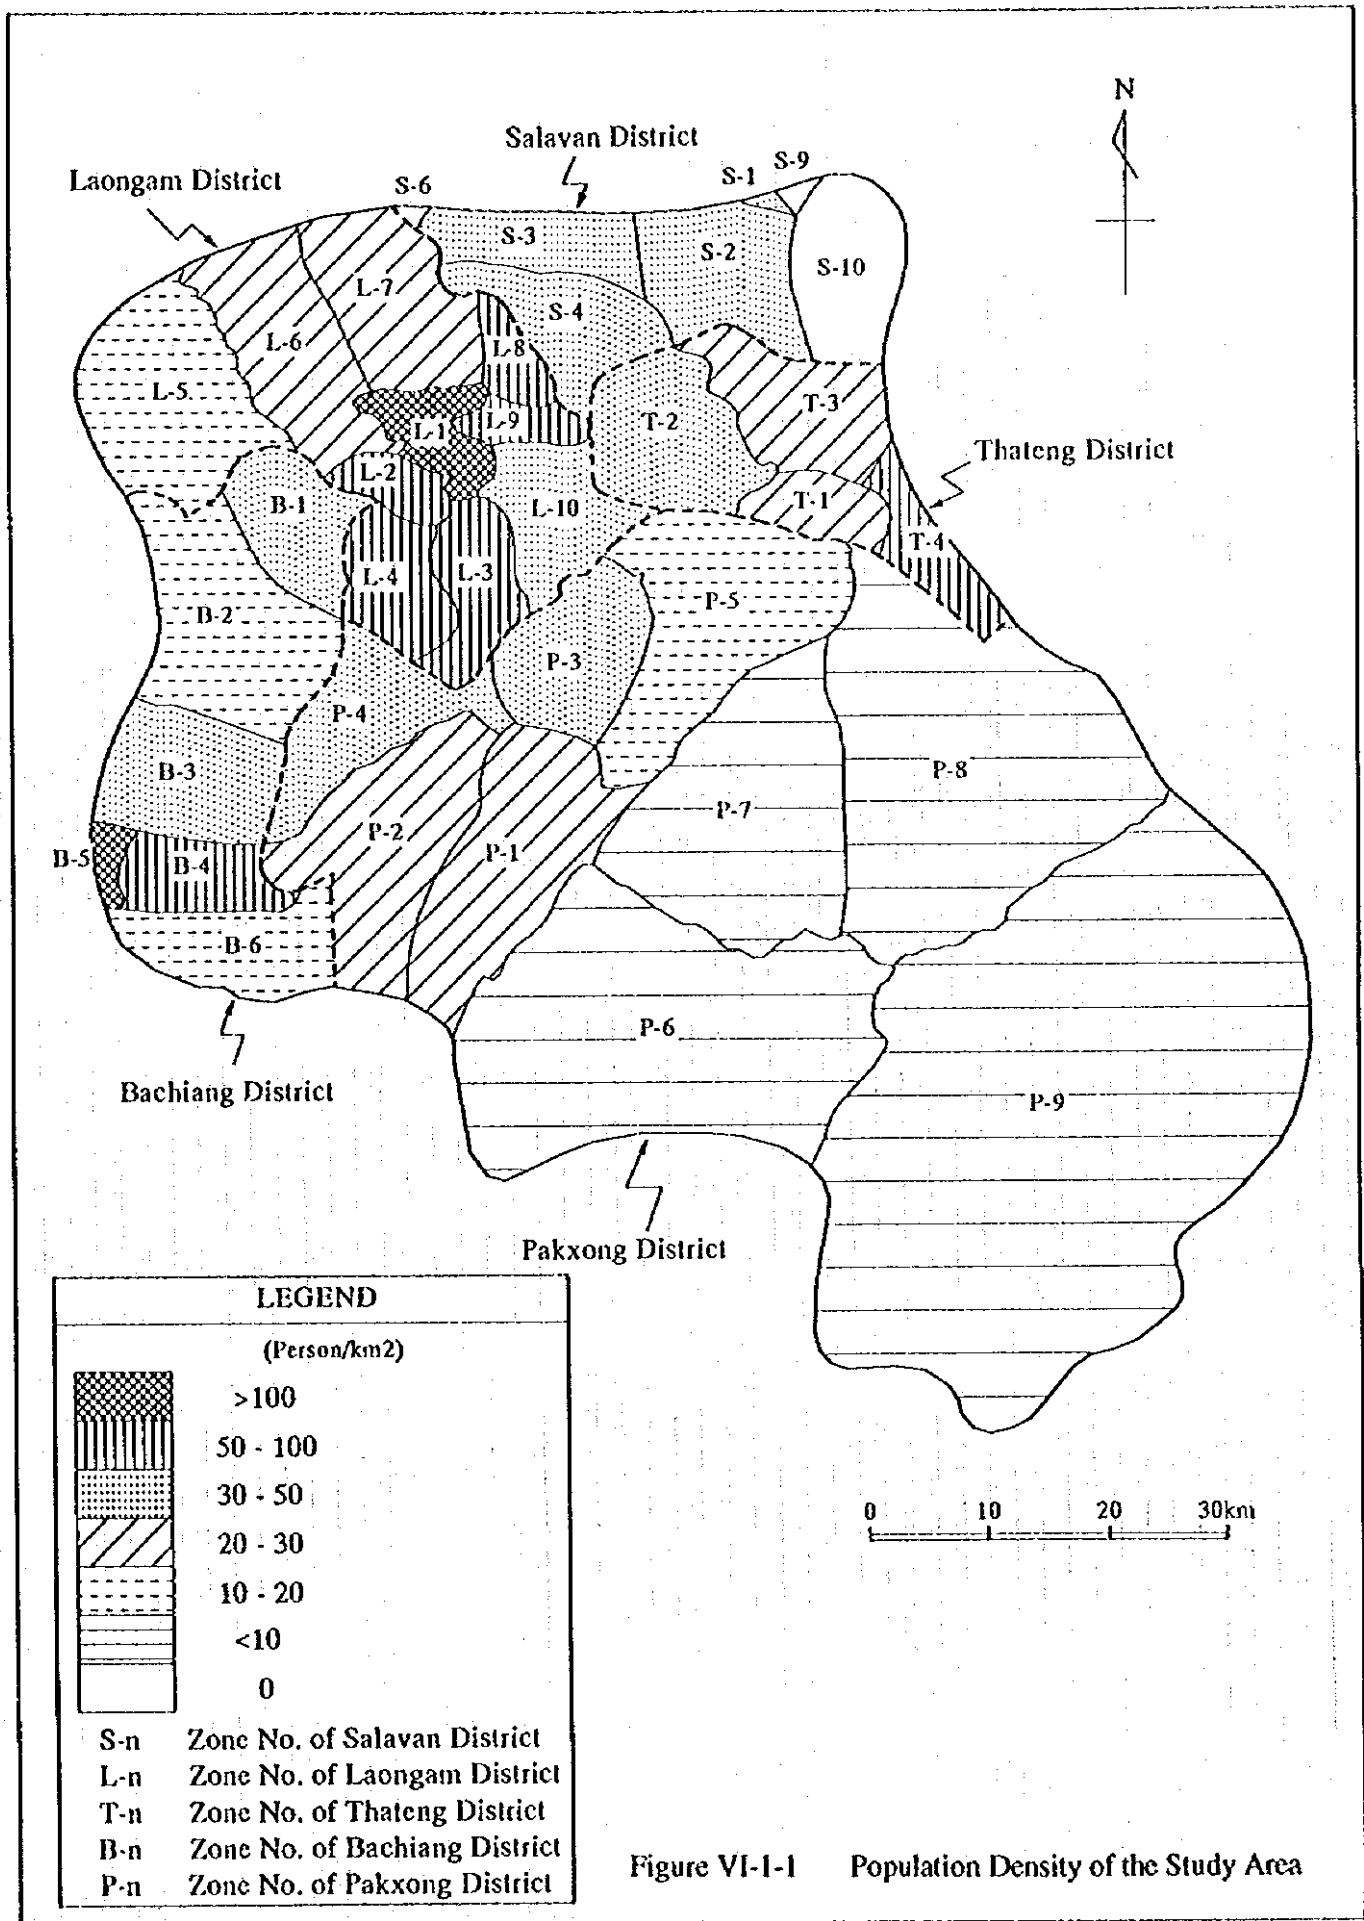 N
Salavan District
S-9
S-1
Laongam District
S-6
S-3
S-2
S-10
L-7
S-4
L-6
L-8
L-5
T-3
L-9
L-1
T-2
Thateng District
L-2
B-1
T-1
L-10
T-4
L-4
L-3
P-5
B-2
P-3
P-4
B-3
P-8
P-7
P-2
P-1
B-5
B-4
B-6
P-6
Bachiang District
P-9
Pakxong District
LEGEND
(Person/km2)
>100
50 - 100
30 - 50
20 - 30
10 - 20
<10
0
0 10 20 30km
S-n Zone No. of Salavan District
L-n Zone No. of Laongam District
T-n Zone No. of Thateng District
B-n Zone No. of Bachiang District
P-n Zone No. of Pakxong District
Figure VI-1-1 Population Density of the Study Area